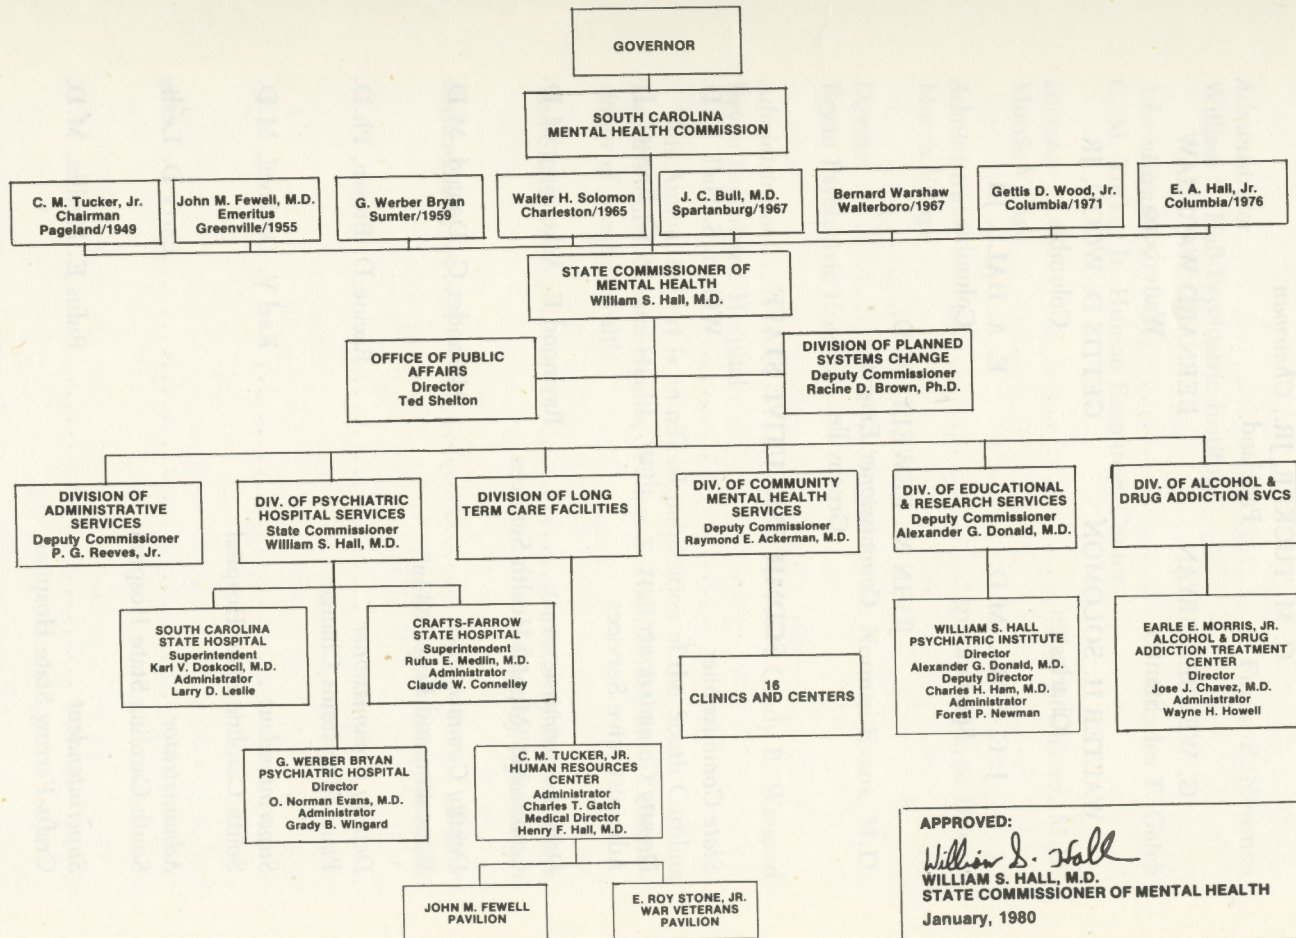 GOVERNOR
SOUTH CAROLINA
MENTAL HEALTH COMMISSION
C. M. Tucker, Jr.
Chairman
Pageland/1949
John M. Fewell, M.D.
Emeritus
Greenville/1955
G. Werber Bryan
Sumter/1959
Walter H. Solomon
Charleston/1965
J. C. Bull, M.D.
Spartanburg/1967
Bernard Warshaw
Walterboro/1967
Gettis D. Wood, Jr.
Columbia/1971
E. A. Hall, Jr.
Columbia/1976
STATE COMMISSIONER OF
MENTAL HEALTH
William S. Hall, M.D.
OFFICE OF PUBLIC
AFFAIRS
Director
Ted Shelton
DIVISION OF PLANNED
SYSTEMS CHANGE
Deputy Commissioner
Racine D. Brown, Ph.D.
DIVISION OF
ADMINISTRATIVE
SERVICES
Deputy Commissioner
P. G. Reeves, Jr.
DIV. OF PSYCHIATRIC
HOSPITAL SERVICES
State Commissioner
William S. Hall, M.D.
DIVISION OF LONG
TERM CARE FACILITIES
DIV. OF COMMUNITY
MENTAL HEALTH
SERVICES
Deputy Commissioner
Raymond E. Ackerman, M.D.
DIV. OF EDUCATIONAL
& RESEARCH SERVICES
Deputy Commissioner
Alexander G. Donald, M.D.
DIV. OF ALCOHOL &
DRUG ADDICTION SVCS
SOUTH CAROLINA
STATE HOSPITAL
Superintendent
Karl V. Doskocil, M.D.
Administrator
Larry D. Leslie
CRAFTS-FARROW
STATE HOSPITAL
Superintendent
Rufus E. Medlin, M.D.
Administrator
Claude W. Connelley
16
CLINICS AND CENTERS
WILLIAM S. HALL
PSYCHIATRIC INSTITUTE
Director
Alexander G. Donald, M.D.
Deputy Director
Charles H. Ham, M.D.
Administrator
Forest P. Newman
EARLE E. MORRIS, JR.
ALCOHOL & DRUG
ADDICTION TREATMENT
CENTER
Director
Jose J. Chavez, M.D.
Administrator
Wayne H. Howell
G. WERBER BRYAN
PSYCHIATRIC HOSPITAL
Director
O. Norman Evans, M.D.
Administrator
Grady B. Wingard
C. M. TUCKER, JR.
HUMAN RESOURCES
CENTER
Administrator
Charles T. Gatch
Medical Director
Henry F. Hall, M.D.
JOHN M. FEWELL
PAVILION
E. ROY STONE, JR.
WAR VETERANS
PAVILION
APPROVED:
William S. Hall
WILLIAM S. HALL, M.D.
STATE COMMISSIONER OF MENTAL HEALTH
January, 1980